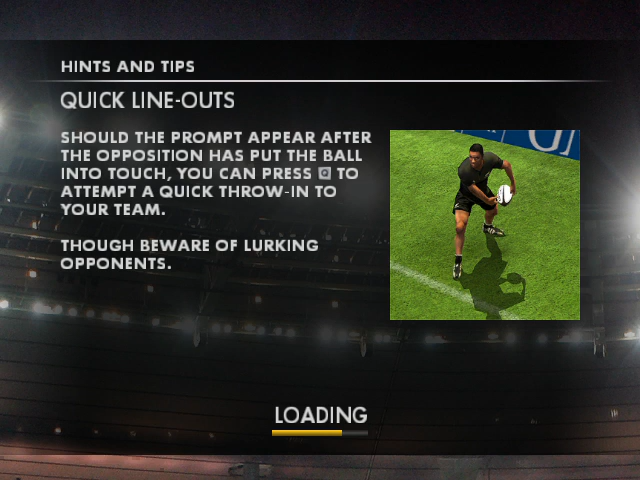 HINTS AND TIPS
QUICK LINE-OUTS
SHOULD THE PROMPT APPEAR AFTER
THE OPPOSITION HAS PUT THE BALL
INTO TOUCH, YOU CAN PRESS Q TO
ATTEMPT A QUICK THROW-IN TO
YOUR TEAM.
THOUGH BEWARE OF LURKING
OPPONENTS.
LOADING